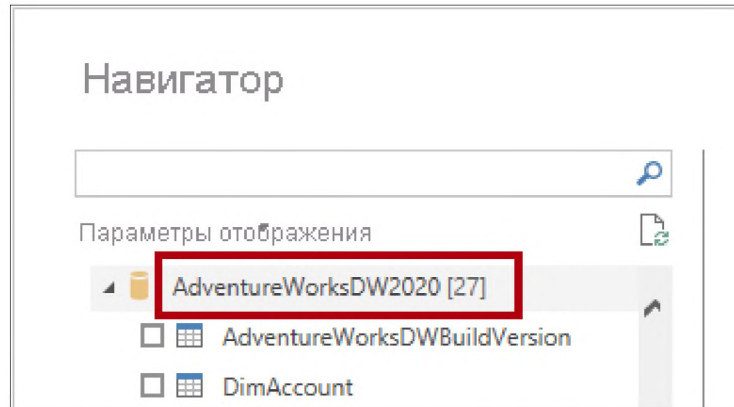 Навигатор
Параметры отображения
AdventureWorksDW2020 [27]
AdventureWorksDWBuildVersion
DimAccount